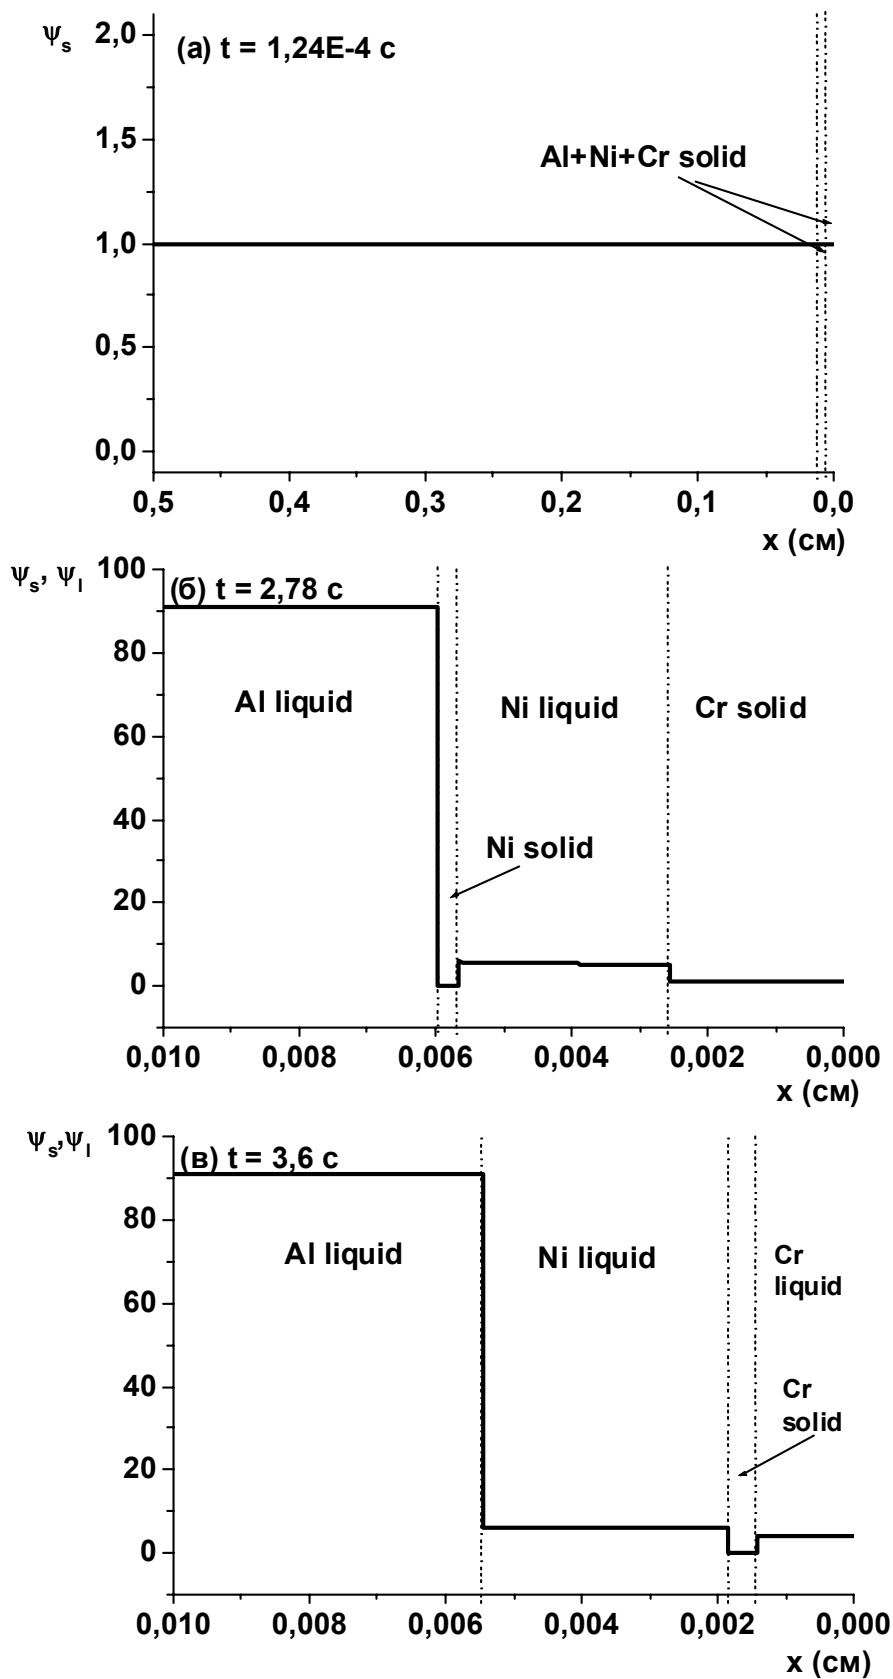 ψs
(а) t = 1,24E-4 с
2,0
1,5
Al+Ni+Cr solid
1,0
0,5
0,0
0,5 0,4 0,3 0,2 0,1 0,0
x (см)
ψs, ψl
100
(б) t = 2,78 с
80
Al liquid
Ni liquid
Cr solid
60
40
Ni solid
20
0
0,010 0,008 0,006 0,004 0,002 0,000
x (см)
ψs,ψl
100
(в) t = 3,6 с
80
Al liquid
Ni liquid
Cr
liquid
60
40
Cr
solid
20
0
0,010 0,008 0,006 0,004 0,002 0,000
x (см)